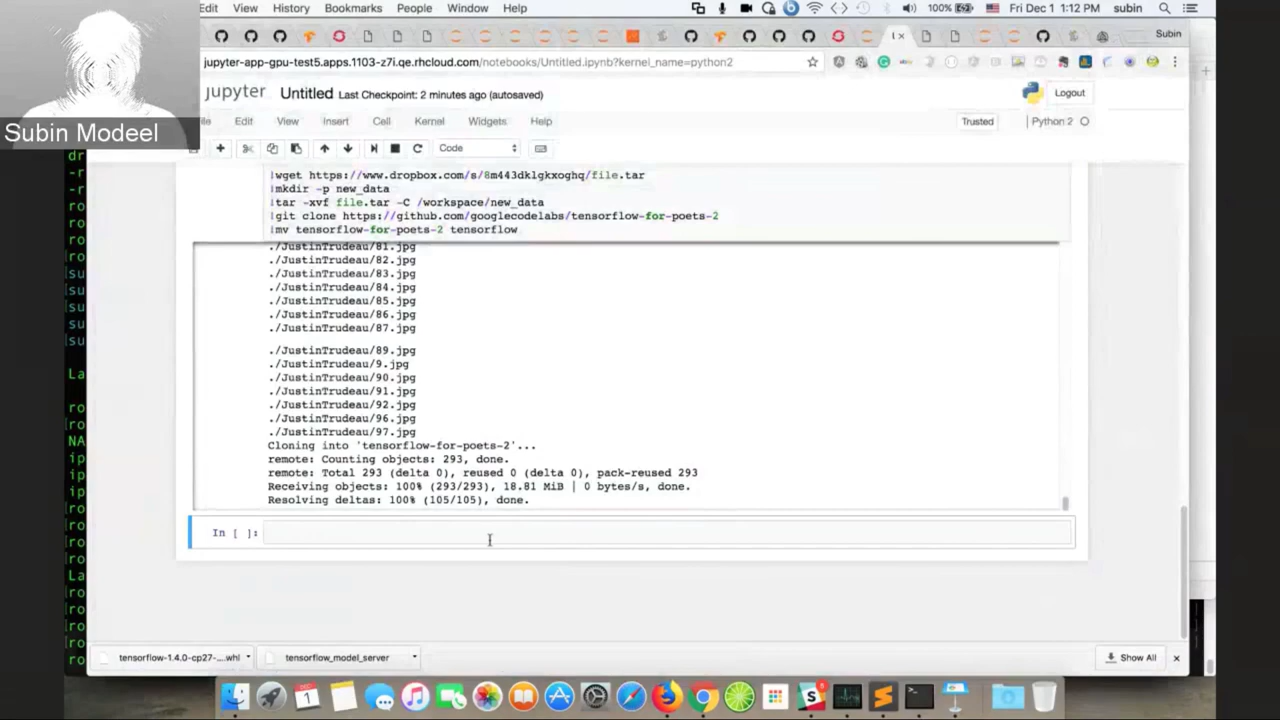 Edit View History Bookmarks People Window Help 100% Fri Dec 1 1:12 PM subin
Subin
jupyter-app-gpu-test5.apps.1103-z7i.qe.rhcloud.com/notebooks/Untitled.ipynb?kernel_name=python2
jupyter Untitled Last Checkpoint: 2 minutes ago (autosaved) Logout
Subin Modeel
Edit View Insert Cell Kernel Widgets Help Trusted Python 2
Code
!wget https://www.dropbox.com/s/8m443dklgkxoghq/file.tar
!mkdir -p new_data
!tar -xvf file.tar -C /workspace/new_data
!git clone https://github.com/googlecodelabs/tensorflow-for-poets-2
!mv tensorflow-for-poets-2 tensorflow
./JustinTrudeau/81.jpg
./JustinTrudeau/82.jpg
./JustinTrudeau/83.jpg
./JustinTrudeau/84.jpg
./JustinTrudeau/85.jpg
./JustinTrudeau/86.jpg
./JustinTrudeau/87.jpg
./JustinTrudeau/89.jpg
./JustinTrudeau/9.jpg
./JustinTrudeau/90.jpg
./JustinTrudeau/91.jpg
./JustinTrudeau/92.jpg
./JustinTrudeau/96.jpg
./JustinTrudeau/97.jpg
Cloning into 'tensorflow-for-poets-2'...
remote: Counting objects: 293, done.
remote: Total 293 (delta 0), reused 0 (delta 0), pack-reused 293
Receiving objects: 100% (293/293), 18.81 MiB | 0 bytes/s, done.
Resolving deltas: 100% (105/105), done.
In [ ]:
tensorflow-1.4.0-cp27-....whl tensorflow_model_server Show All